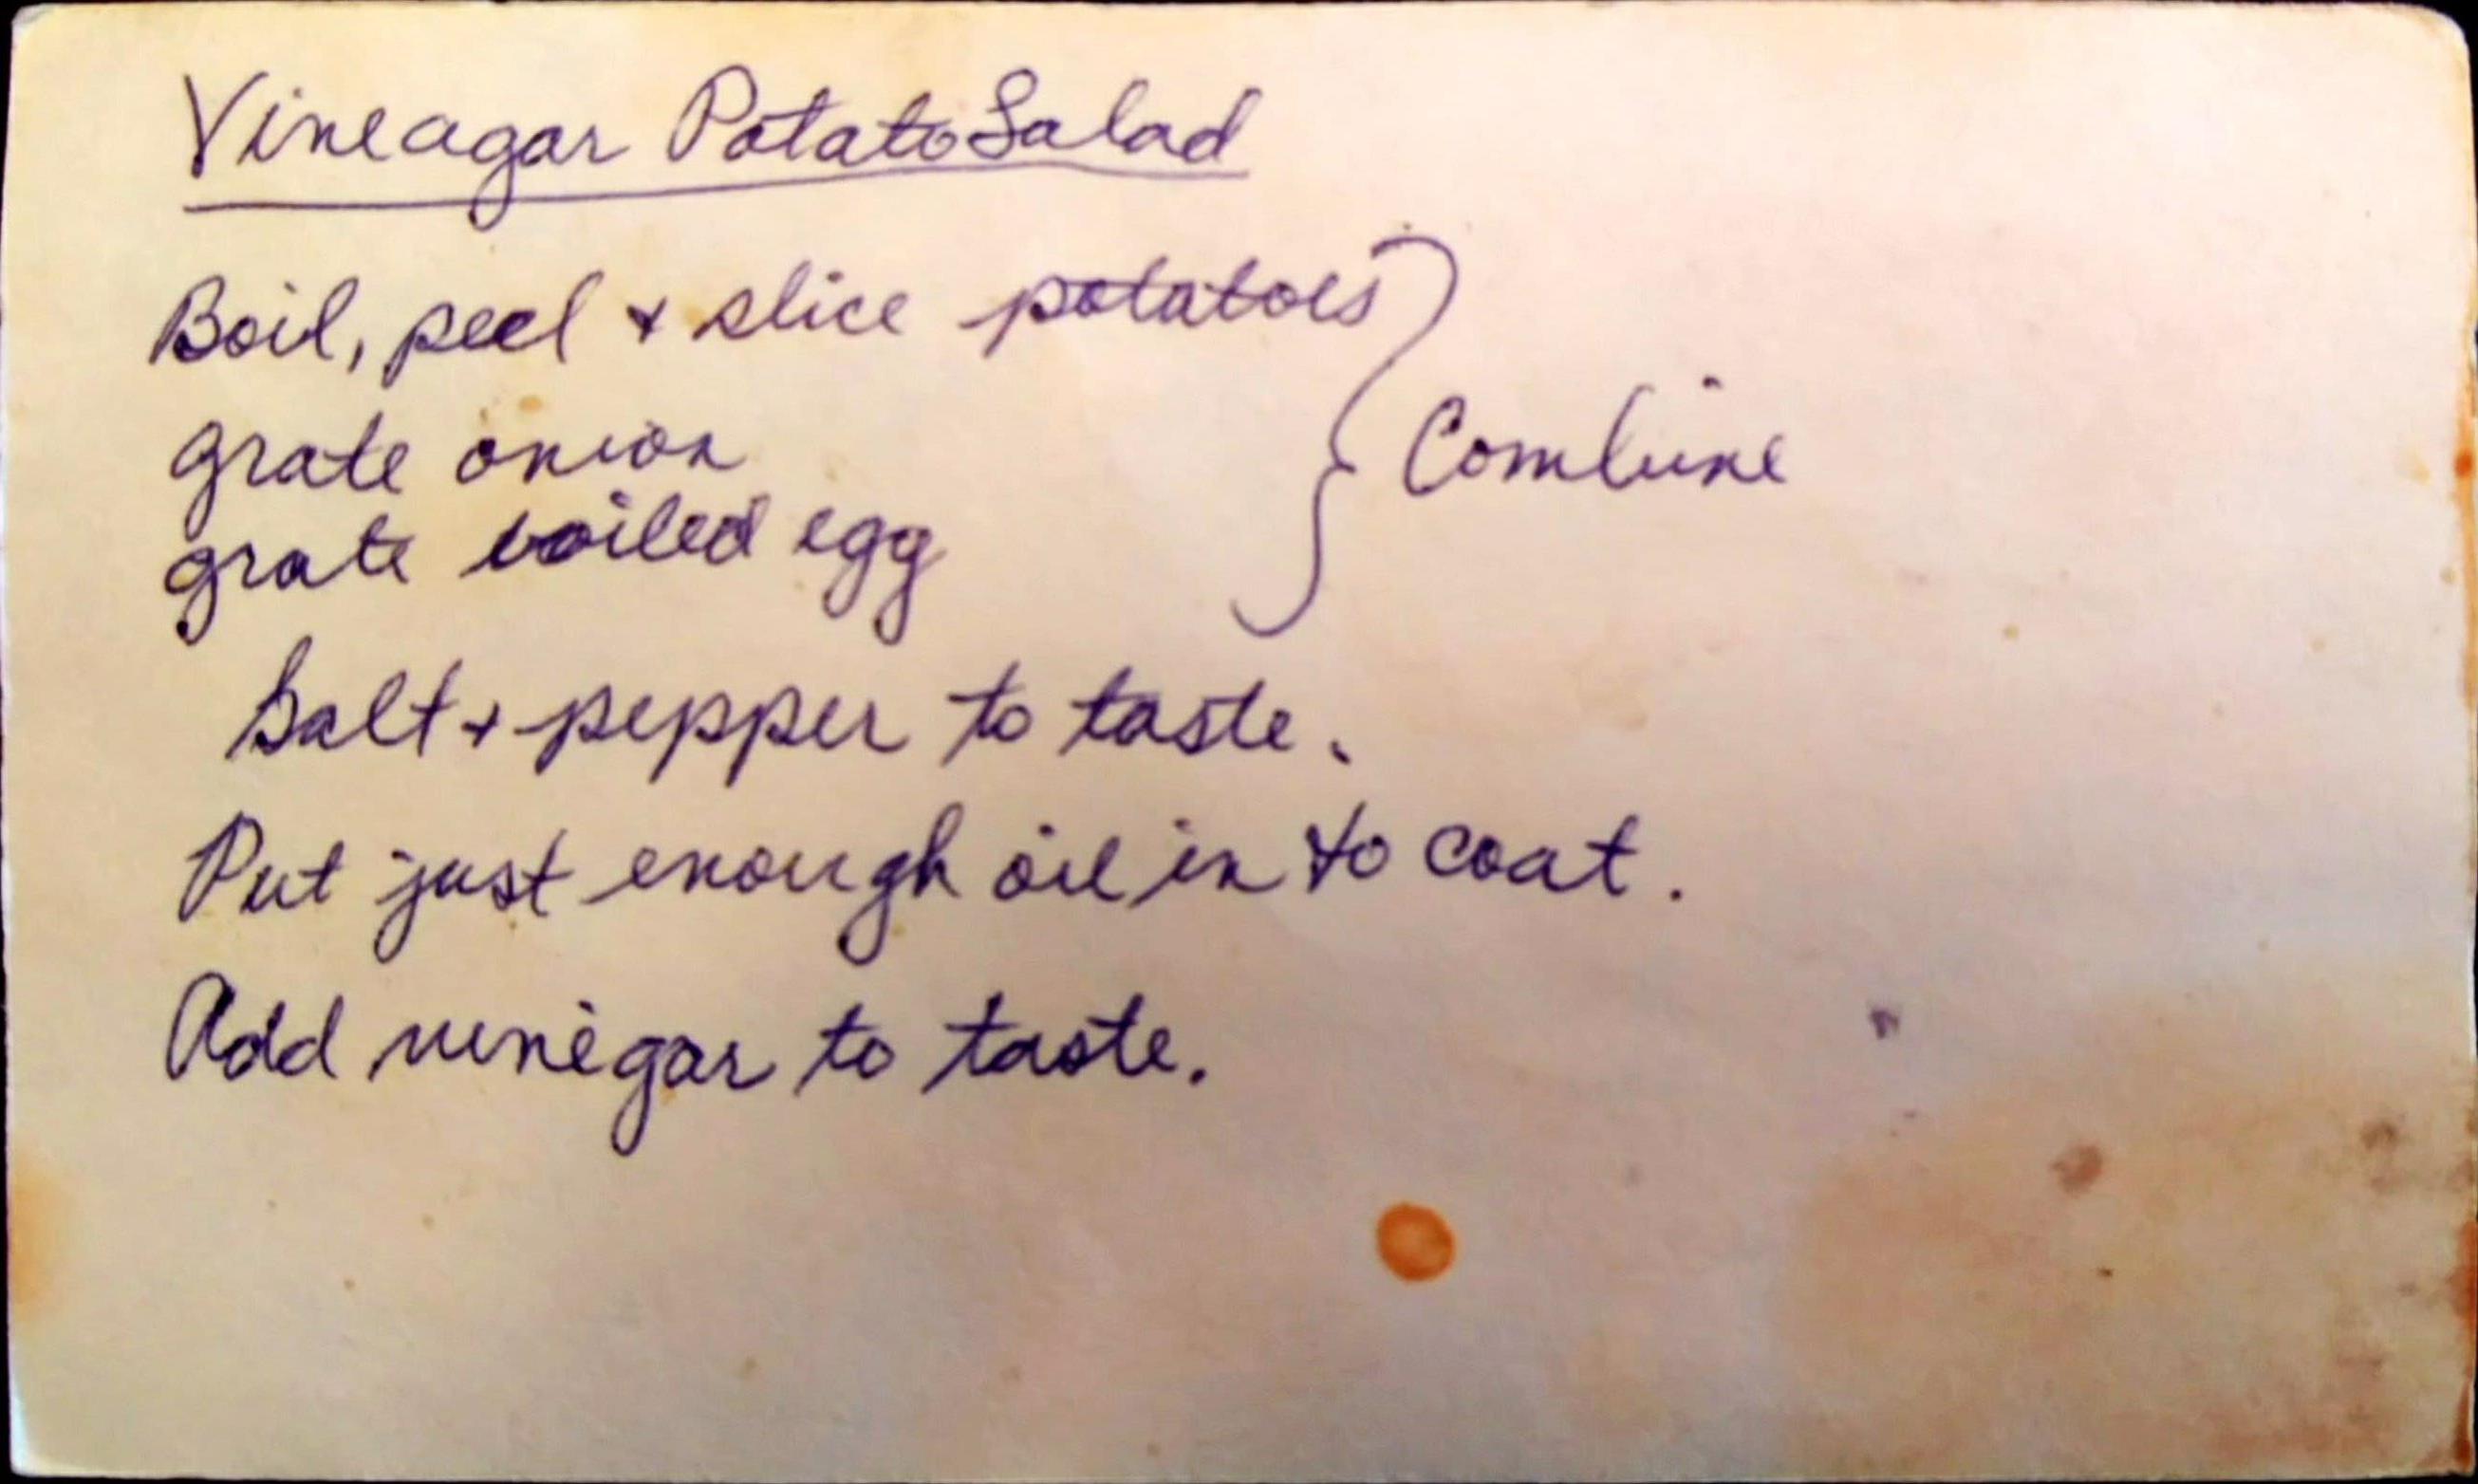 Vineagar Potato Salad
Boil, peel & slice potatoes
grate onion
Combine
grate boiled egg
Salt + pepper to taste.
Put just enough oil in to coat.
Add vinegar to taste.